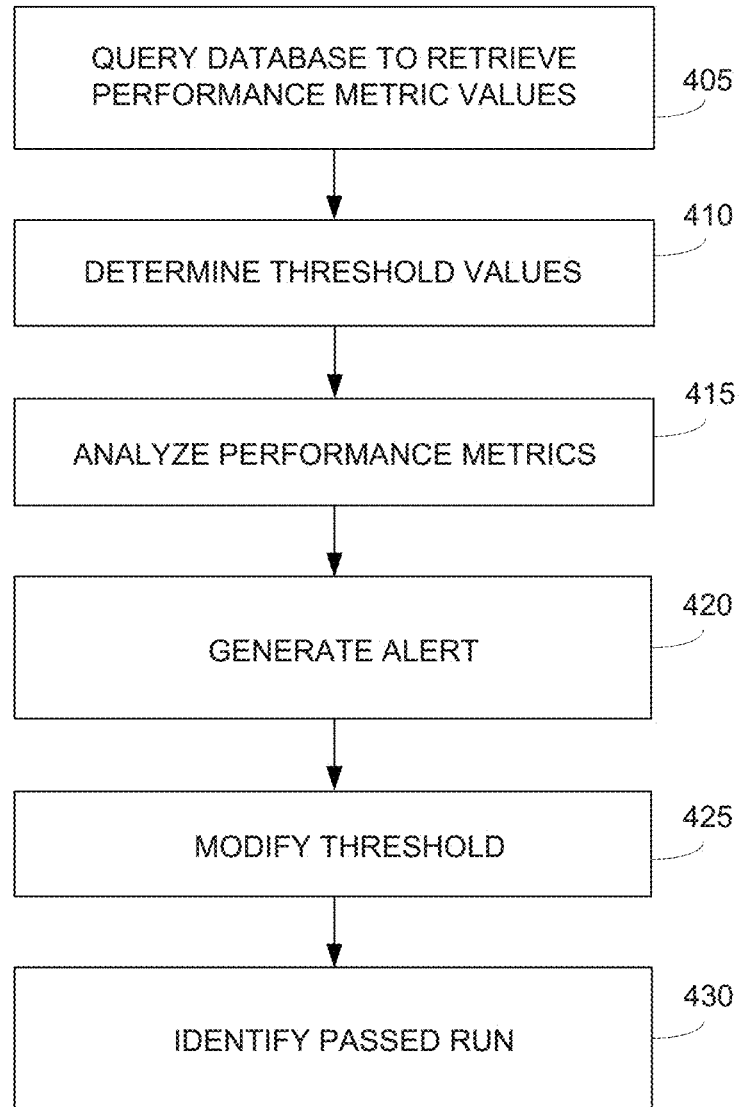 QUERY DATABASE TO RETRIEVE
PERFORMANCE METRIC VALUES
405
DETERMINE THRESHOLD VALUES
410
ANALYZE PERFORMANCE METRICS
415
GENERATE ALERT
420
MODIFY THRESHOLD
425
IDENTIFY PASSED RUN
430